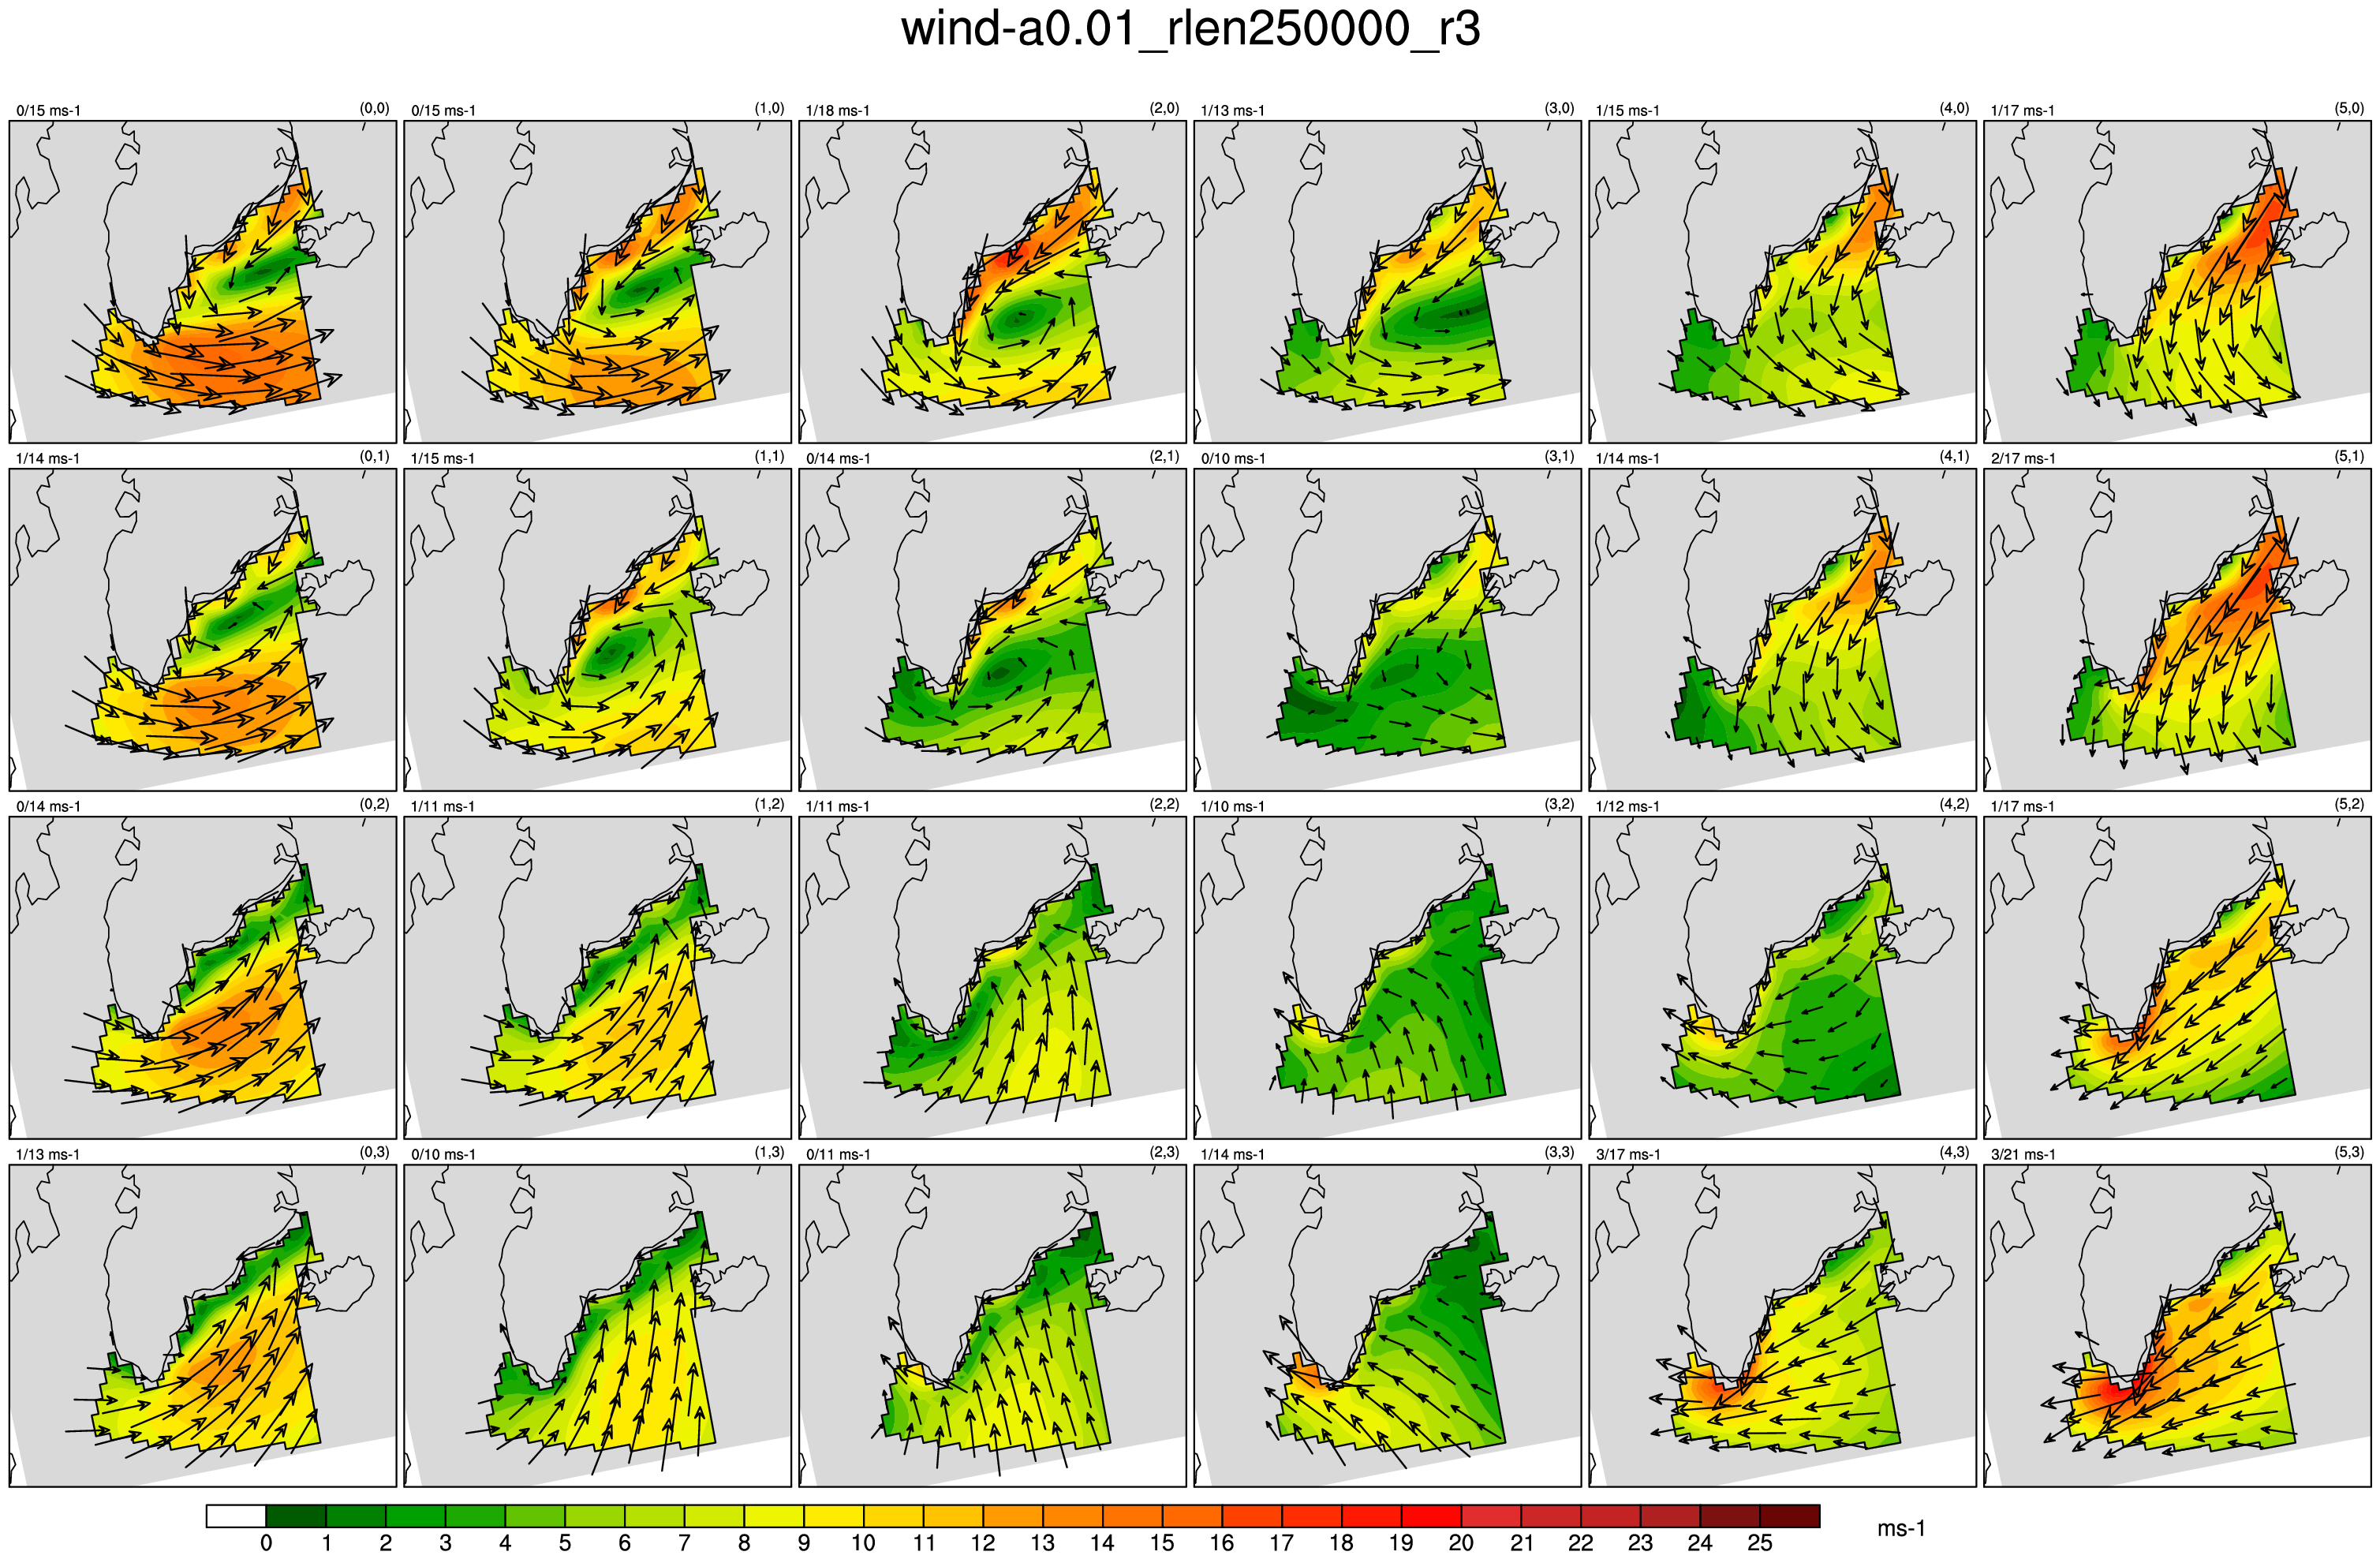 wind-a0.01_rlen250000_r3
0/15 ms-1 (0,0) 0/15 ms-1 (1,0) 1/18 ms-1 (2,0) 1/13 ms-1 (3,0) 1/15 ms-1 (4,0) 1/17 ms-1 (5,0)
1/14 ms-1 (0,1) 1/15 ms-1 (1,1) 0/14 ms-1 (2,1) 0/10 ms-1 (3,1) 1/14 ms-1 (4,1) 2/17 ms-1 (5,1)
0/14 ms-1 (0,2) 1/11 ms-1 (1,2) 1/11 ms-1 (2,2) 1/10 ms-1 (3,2) 1/12 ms-1 (4,2) 1/17 ms-1 (5,2)
1/13 ms-1 (0,3) 0/10 ms-1 (1,3) 0/11 ms-1 (2,3) 1/14 ms-1 (3,3) 3/17 ms-1 (4,3) 3/21 ms-1 (5,3)
0 1 2 3 4 5 6 7 8 9 10 11 12 13 14 15 16 17 18 19 20 21 22 23 24 25 ms-1